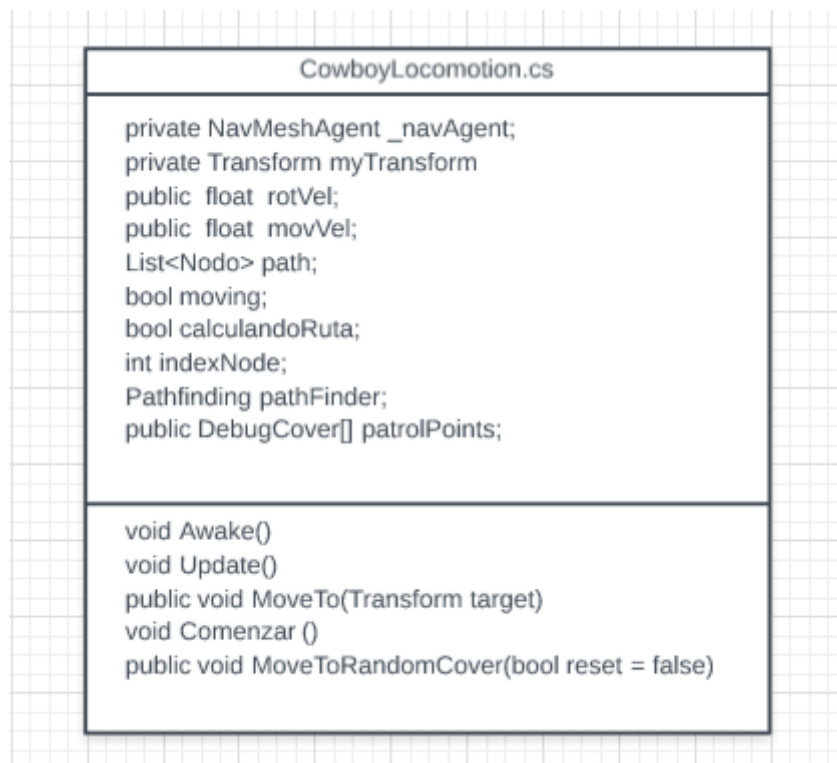 CowboyLocomotion.cs
private NavMeshAgent _navAgent;
private Transform myTransform
public float rotVel;
public float movVel;
List<Nodo> path;
bool moving;
bool calculandoRuta;
int indexNode;
Pathfinding pathFinder;
public DebugCover[] patrolPoints;
void Awake()
void Update()
public void MoveTo(Transform target)
void Comenzar ()
public void MoveToRandomCover(bool reset = false)